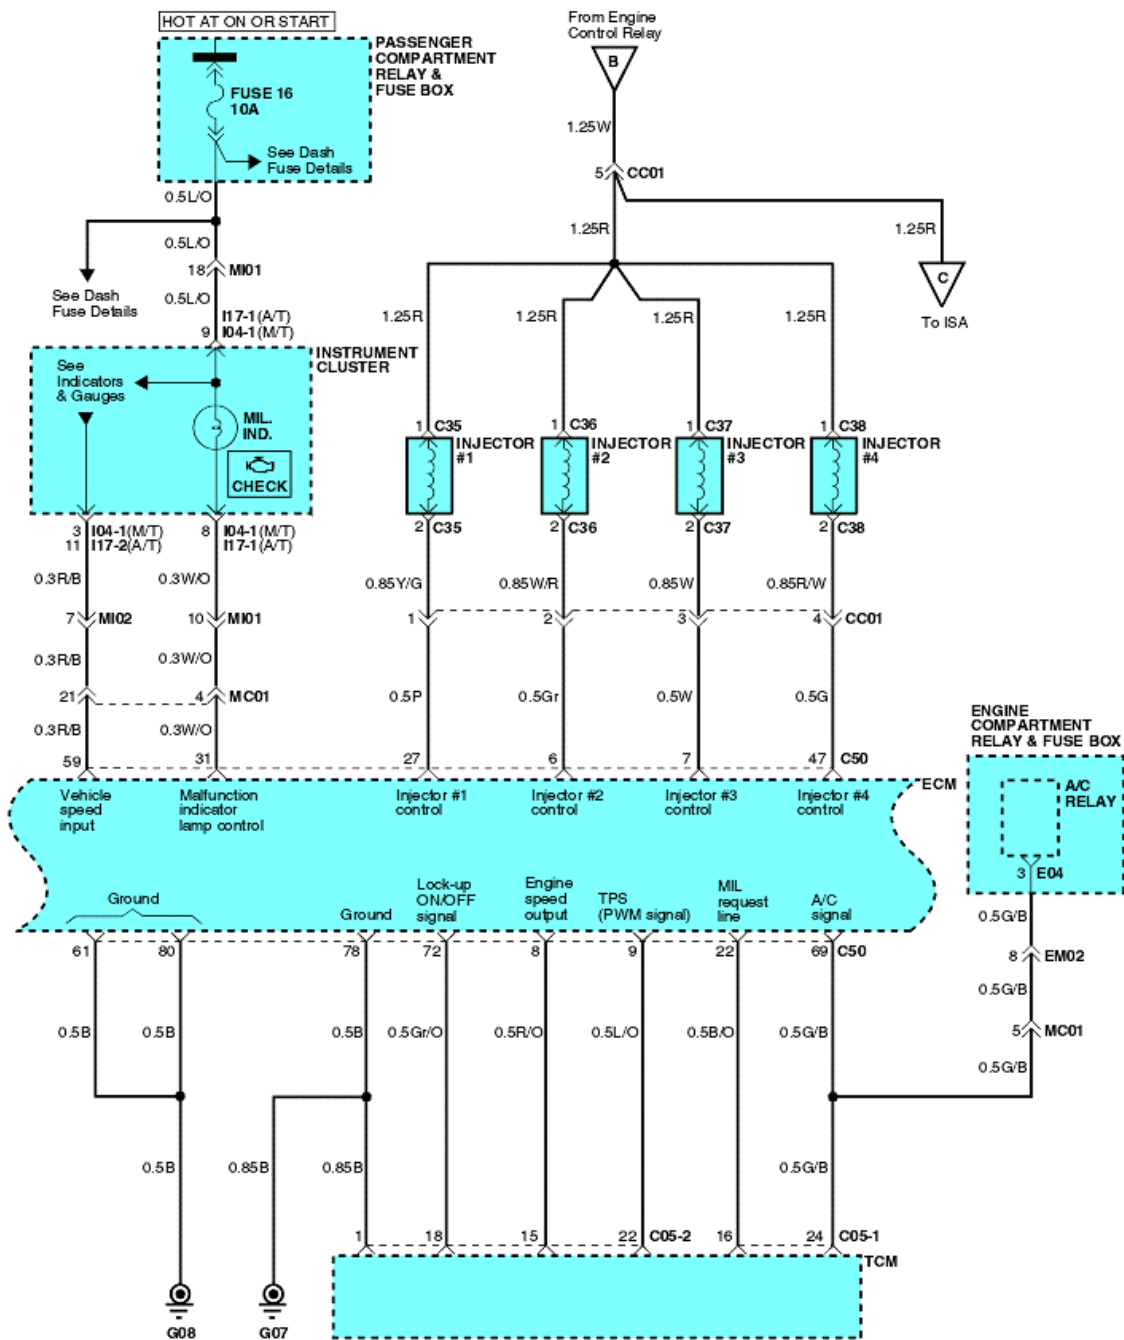 HOT AT ON OR START
PASSENGER
COMPARTMENT
RELAY &
FUSE BOX
FUSE 16
10A
See Dash
Fuse Details
From Engine
Control Relay
B
1.25W
5 CC01
1.25R
1.25R
C
To ISA
0.5L/O
0.5L/O
18 MI01
See Dash
Fuse Details
0.5L/O
I17-1(A/T)
9 I04-1(M/T)
1.25R
1.25R
1.25R
1.25R
INSTRUMENT
CLUSTER
See
Indicators
& Gauges
MIL.
IND.
CHECK
1 C35
1 C36
1 C37
1 C38
INJECTOR
#1
INJECTOR
#2
INJECTOR
#3
INJECTOR
#4
2 C35
2 C36
2 C37
2 C38
3 I04-1(M/T)
11 I17-2(A/T)
8 I04-1(M/T)
I17-1(A/T)
0.3R/B
0.3W/O
0.85Y/G
0.85W/R
0.85W
0.85R/W
7 MI02
10 MI01
1
2
3
4 CC01
0.3R/B
0.3W/O
21
4 MC01
0.5P
0.5Gr
0.5W
0.5G
0.3R/B
0.3W/O
59
31
27
6
7
47 C50
ENGINE
COMPARTMENT
RELAY & FUSE BOX
A/C
RELAY
3 E04
ECM
Vehicle
speed
input
Malfunction
indicator
lamp control
Injector #1
control
Injector #2
control
Injector #3
control
Injector #4
control
Ground
Ground
Lock-up
ON/OFF
signal
Engine
speed
output
TPS
(PWM signal)
MIL
request
line
A/C
signal
61
80
78
72
8
9
22
69 C50
0.5G/B
8 EM02
0.5G/B
5 MC01
0.5G/B
0.5B
0.5B
0.5B
0.5Gr/O
0.5R/O
0.5L/O
0.5B/O
0.5G/B
0.5B
0.85B
0.85B
0.5G/B
1
18
15
22 C05-2
16
24 C05-1
TCM
G08
G07